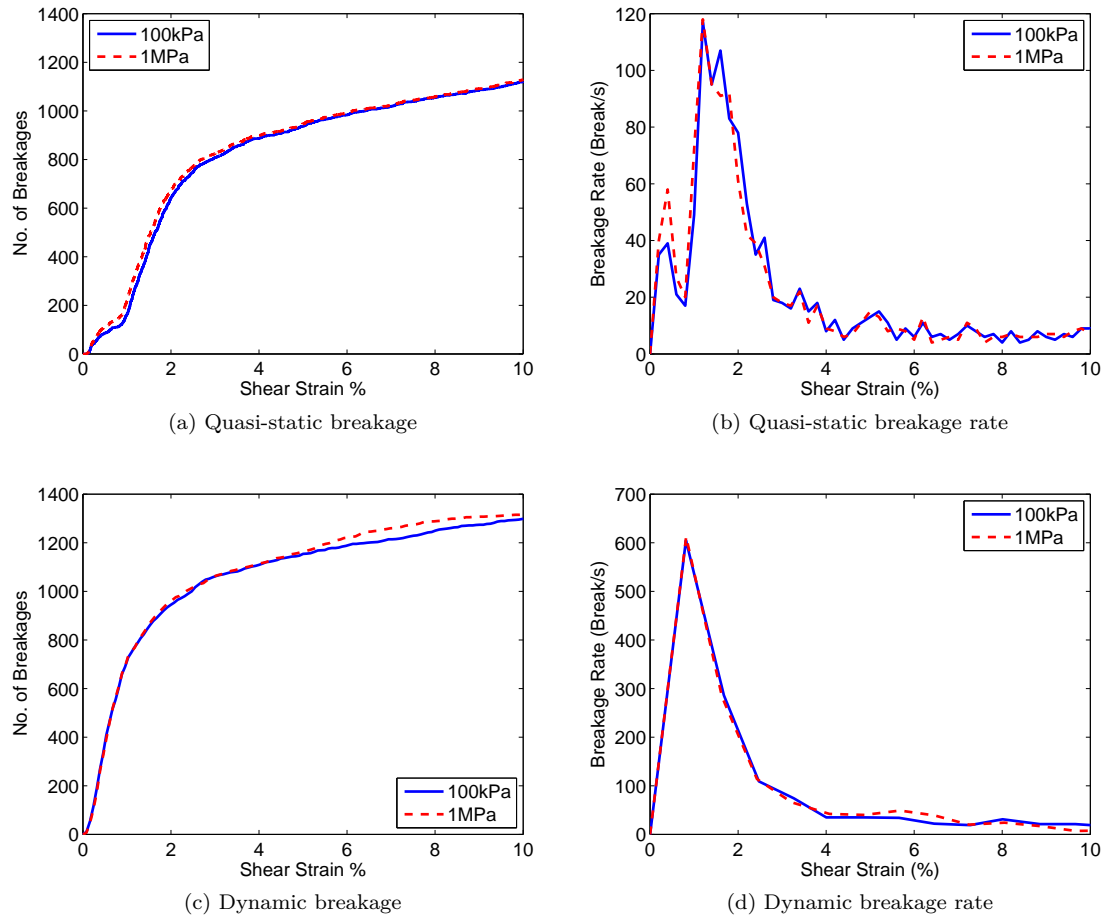 1400
1200
1000
800
600
400
200
0
No. of Breakages
100kPa
1MPa
0 2 4 6 8 10
Shear Strain %
(a) Quasi-static breakage
120
100
80
60
40
20
0
Breakage Rate (Break/s)
100kPa
1MPa
0 2 4 6 8 10
Shear Strain (%)
(b) Quasi-static breakage rate
1400
1200
1000
800
600
400
200
0
No. of Breakages
100kPa
1MPa
0 2 4 6 8 10
Shear Strain %
(c) Dynamic breakage
700
600
500
400
300
200
100
0
Breakage Rate (Break/s)
100kPa
1MPa
0 2 4 6 8 10
Shear Strain (%)
(d) Dynamic breakage rate